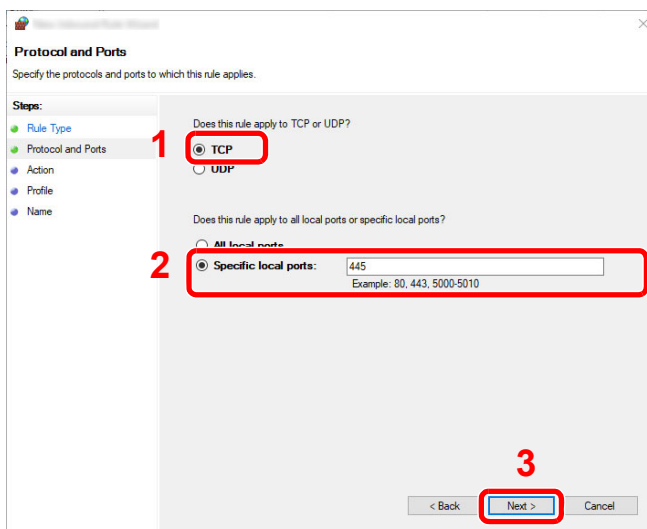 Protocol and Ports
Specify the protocols and ports to which this rule applies.
Steps:
Rule Type
Protocol and Ports
Action
Profile
Name
Does this rule apply to TCP or UDP?
1
TCP
UDP
Does this rule apply to all local ports or specific local ports?
All local ports
2
Specific local ports: 445
Example: 80, 443, 5000-5010
3
< Back Next > Cancel